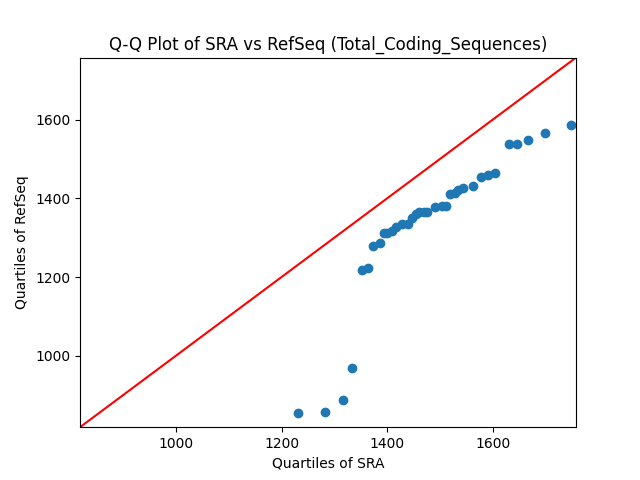 Q-Q Plot of SRA vs RefSeq (Total_Coding_Sequences)
1600
1400
1200
1000
Quartiles of RefSeq
1000 1200 1400 1600
Quartiles of SRA